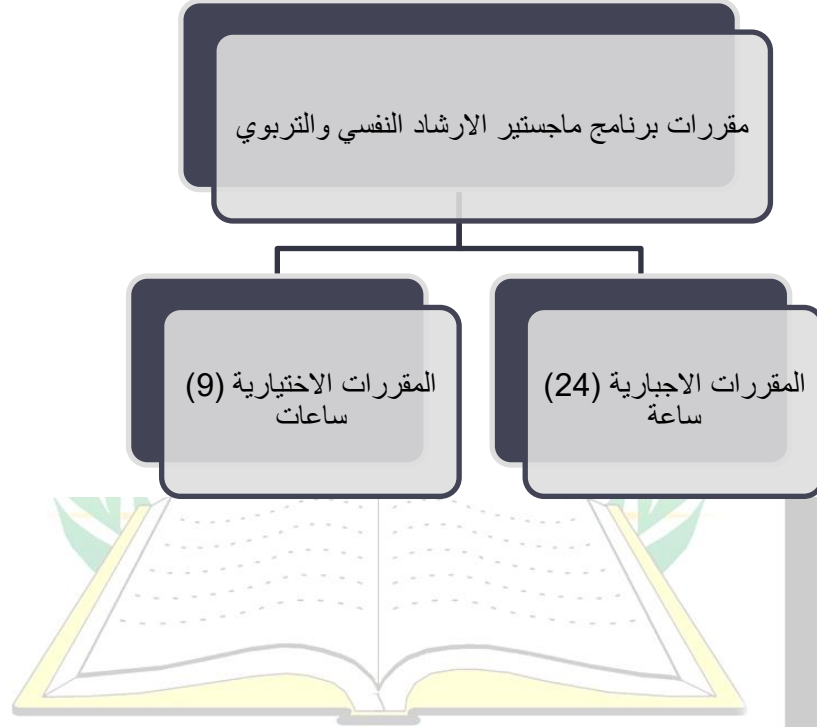 مقررات برنامج ماجستير الارشاد النفسي والتربوي
المقررات الاجبارية (24)
ساعة
المقررات الاختيارية (9)
ساعات